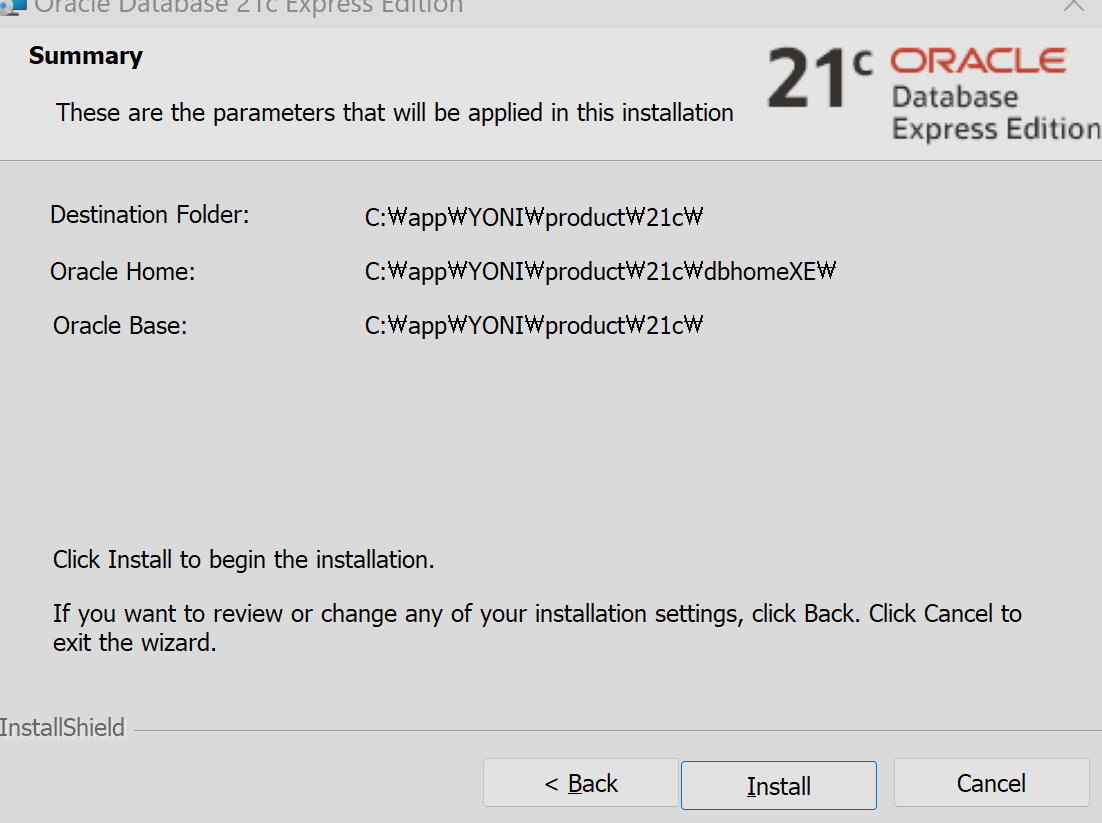 Oracle Database 21c Express Edition
Summary
These are the parameters that will be applied in this installation
21c ORACLE
Database
Express Edition
Destination Folder: C:₩app₩YONI₩product₩21c₩
Oracle Home: C:₩app₩YONI₩product₩21c₩dbhomeXE₩
Oracle Base: C:₩app₩YONI₩product₩21c₩
Click Install to begin the installation.
If you want to review or change any of your installation settings, click Back. Click Cancel to
exit the wizard.
InstallShield
< Back Install Cancel